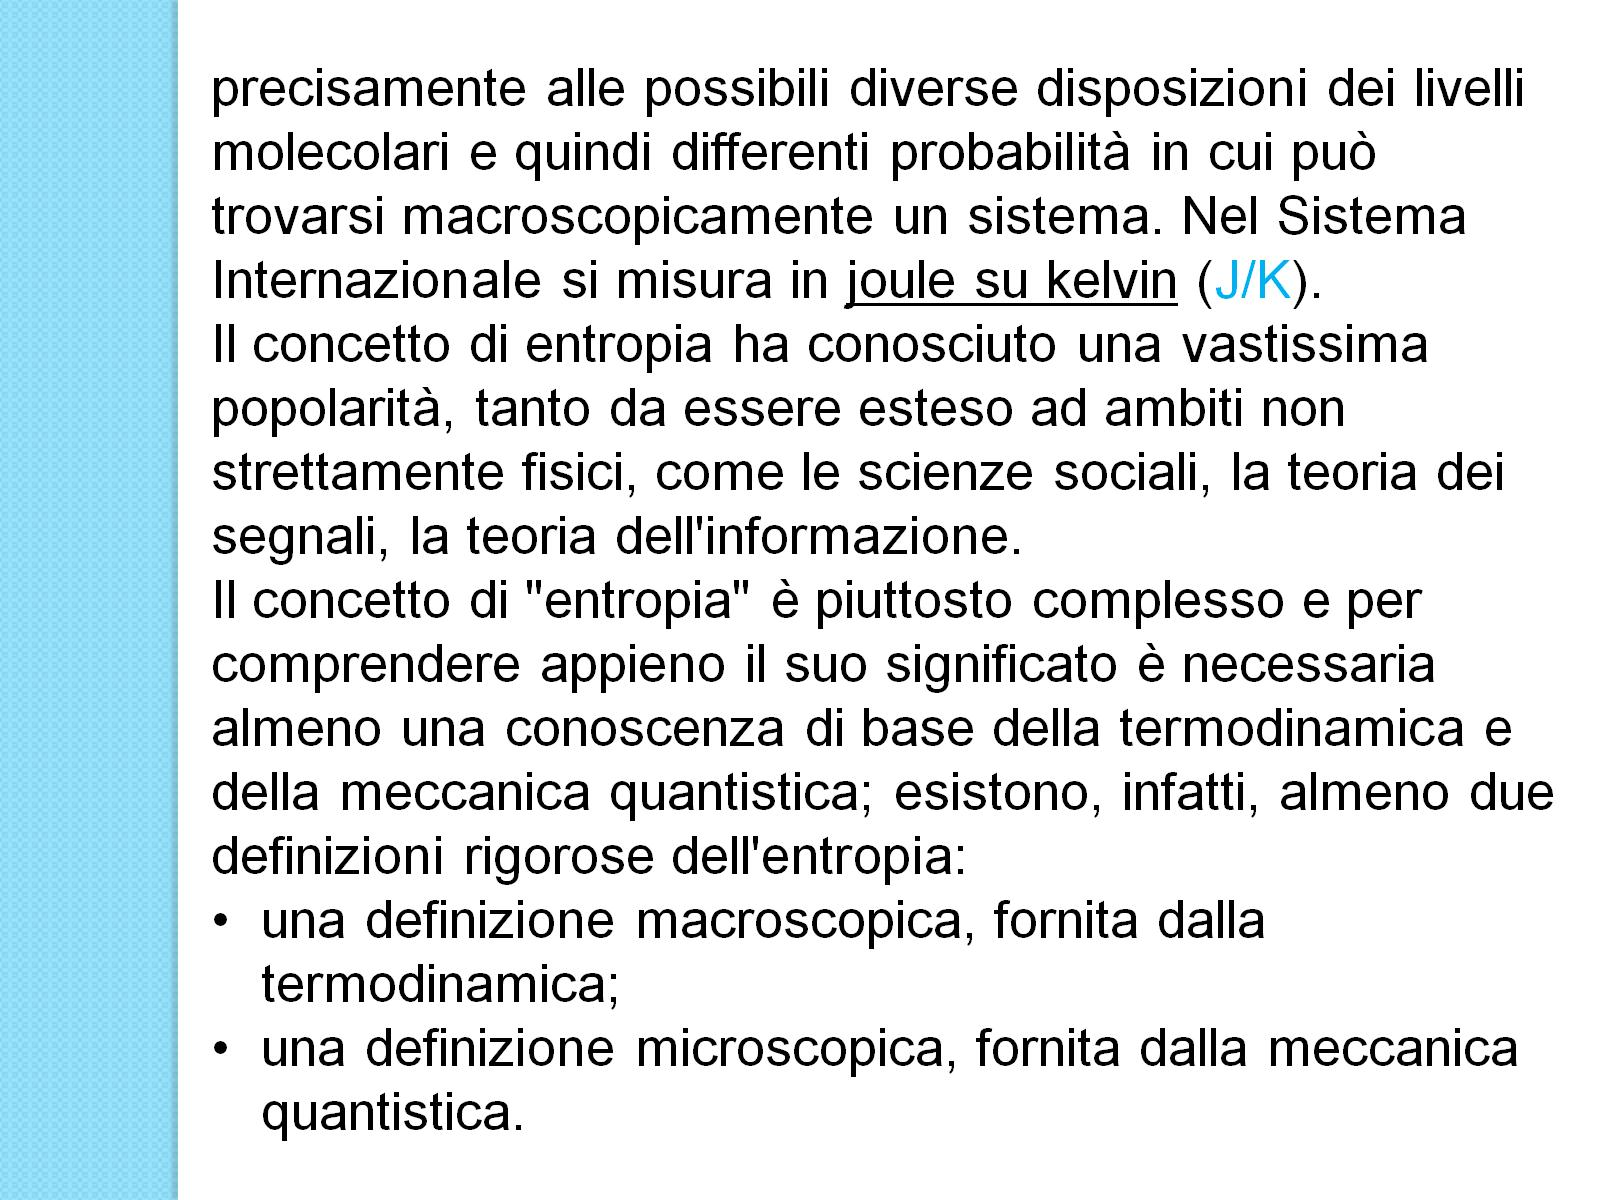 precisamente alle possibili diverse disposizioni dei livelli
molecolari e quindi differenti probabilità in cui può
trovarsi macroscopicamente un sistema. Nel Sistema
Internazionale si misura in joule su kelvin (J/K).
Il concetto di entropia ha conosciuto una vastissima
popolarità, tanto da essere esteso ad ambiti non
strettamente fisici, come le scienze sociali, la teoria dei
segnali, la teoria dell'informazione.
Il concetto di "entropia" è piuttosto complesso e per
comprendere appieno il suo significato è necessaria
almeno una conoscenza di base della termodinamica e
della meccanica quantistica; esistono, infatti, almeno due
definizioni rigorose dell'entropia:
• una definizione macroscopica, fornita dalla
termodinamica;
• una definizione microscopica, fornita dalla meccanica
quantistica.